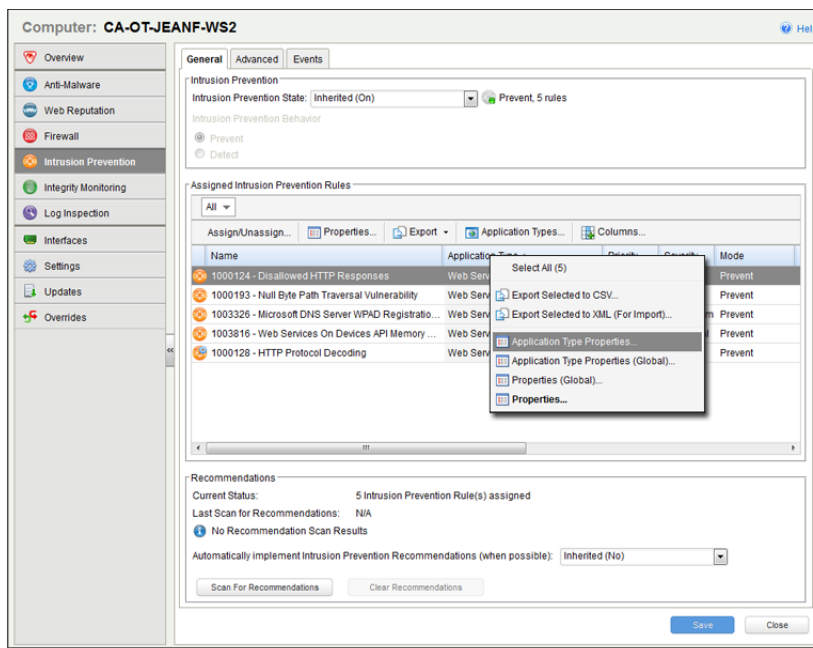 Computer: CA-OT-JEANF-WS2
Hel
Overview
Anti-Malware
Web Reputation
Firewall
Intrusion Prevention
Integrity Monitoring
Log Inspection
Interfaces
Settings
Updates
Overrides
General Advanced Events
Intrusion Prevention
Intrusion Prevention State: Inherited (On) Prevent, 5 rules
Intrusion Prevention Behavior
Prevent
Detect
Assigned Intrusion Prevention Rules
All
Assign/Unassign... Properties... Export Application Types... Columns...
Name Application Type Priority Severity Mode
1000124 - Disallowed HTTP Responses Web Serv Prevent
1000193 - Null Byte Path Traversal Vulnerability Web Serv Prevent
1003326 - Microsoft DNS Server WPAD Registratio... Web Serv m Prevent
1003816 - Web Services On Devices API Memory ... Web Serv l Prevent
1000128 - HTTP Protocol Decoding Web Serv Prevent
Select All (5)
Export Selected to CSV...
Export Selected to XML (For Import)...
Application Type Properties...
Application Type Properties (Global)...
Properties (Global)...
Properties...
Recommendations
Current Status: 5 Intrusion Prevention Rule(s) assigned
Last Scan for Recommendations: N/A
No Recommendation Scan Results
Automatically implement Intrusion Prevention Recommendations (when possible): Inherited (No)
Scan For Recommendations Clear Recommendations
Save Close